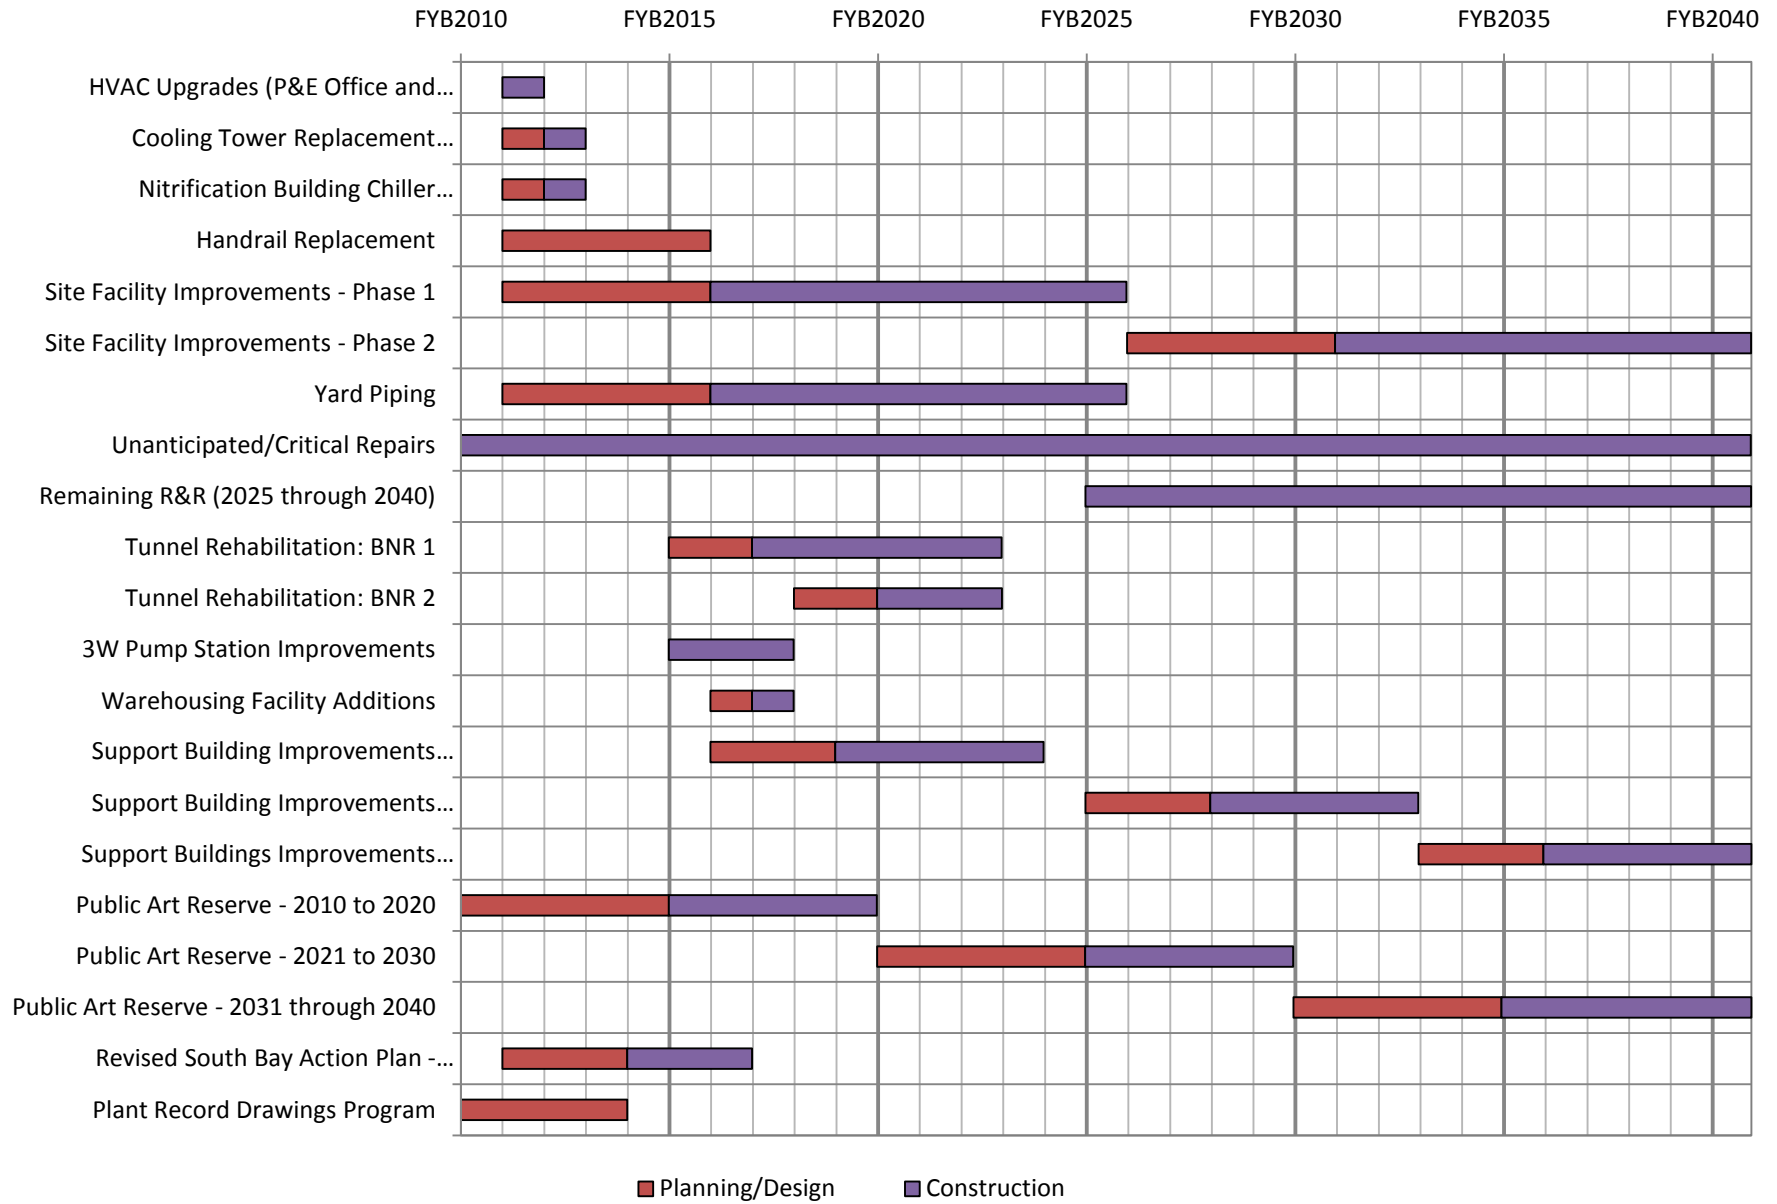 FYB2010 FYB2015 FYB2020 FYB2025 FYB2030 FYB2035 FYB2040
HVAC Upgrades (P&E Office and...
Cooling Tower Replacement...
Nitrification Building Chiller...
Handrail Replacement
Site Facility Improvements - Phase 1
Site Facility Improvements - Phase 2
Yard Piping
Unanticipated/Critical Repairs
Remaining R&R (2025 through 2040)
Tunnel Rehabilitation: BNR 1
Tunnel Rehabilitation: BNR 2
3W Pump Station Improvements
Warehousing Facility Additions
Support Building Improvements...
Support Building Improvements...
Support Buildings Improvements...
Public Art Reserve - 2010 to 2020
Public Art Reserve - 2021 to 2030
Public Art Reserve - 2031 through 2040
Revised South Bay Action Plan -...
Plant Record Drawings Program
Planning/Design Construction